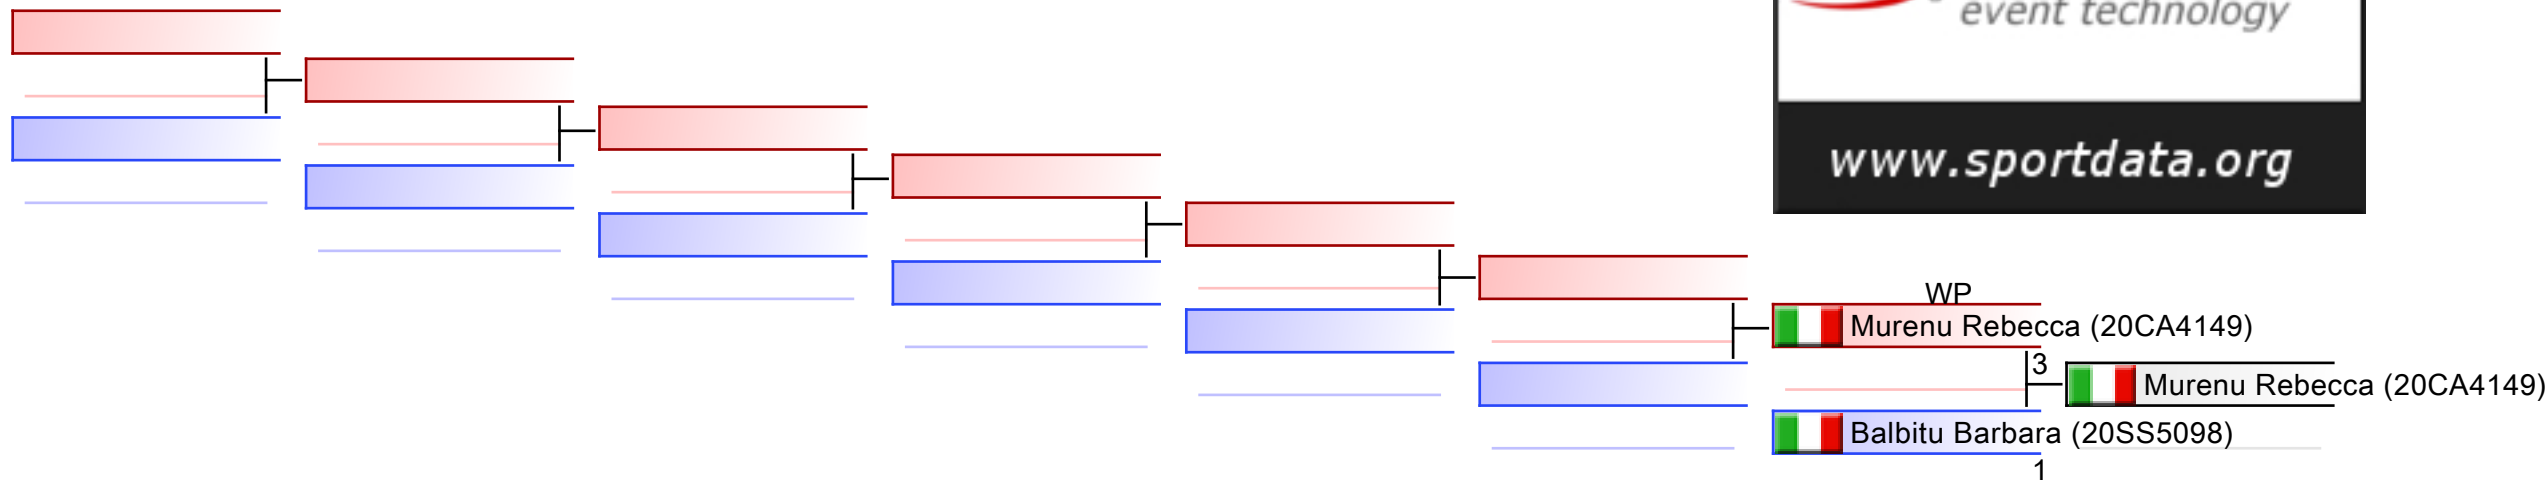 event technology
www.sportdata.org
WP
Murenu Rebecca (20CA4149)
3
Murenu Rebecca (20CA4149)
Balbitu Barbara (20SS5098)
1